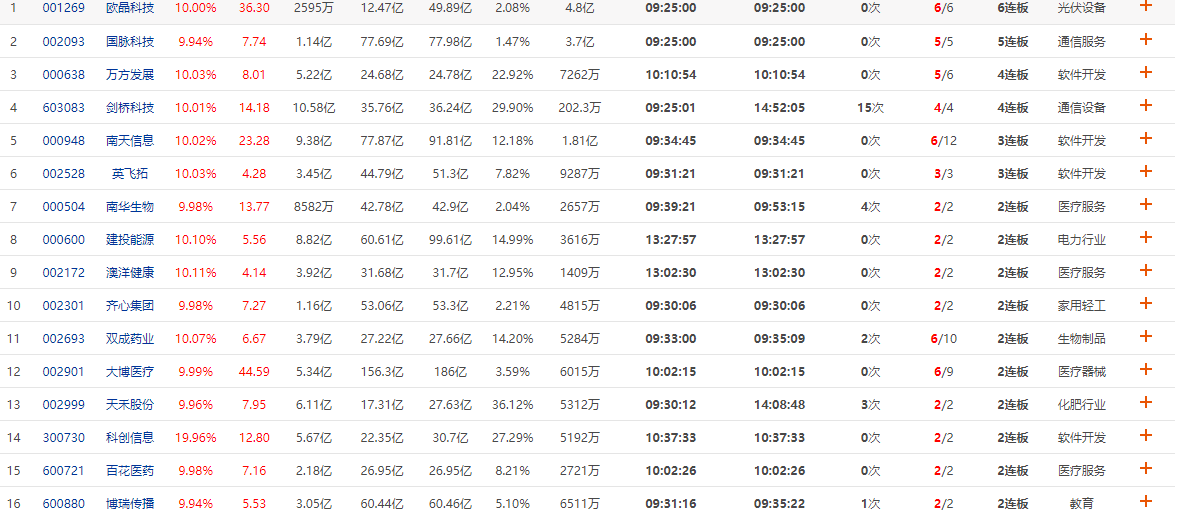 1 001269 欧晶科技 10.00% 36.30 2595万 12.47亿 49.89亿 2.08% 4.8亿 09:25:00 09:25:00 0次 6/6 6连板 光伏设备 +
2 002093 国脉科技 9.94% 7.74 1.14亿 77.69亿 77.98亿 1.47% 3.7亿 09:25:00 09:25:00 0次 5/5 5连板 通信服务 +
3 000638 万方发展 10.03% 8.01 5.22亿 24.68亿 24.78亿 22.92% 7262万 10:10:54 10:10:54 0次 5/6 4连板 软件开发 +
4 603083 剑桥科技 10.01% 14.18 10.58亿 35.76亿 36.24亿 29.90% 202.3万 09:25:01 14:52:05 15次 4/4 4连板 通信设备 +
5 000948 南天信息 10.02% 23.28 9.38亿 77.87亿 91.81亿 12.18% 1.81亿 09:34:45 09:34:45 0次 6/12 3连板 软件开发 +
6 002528 英飞拓 10.03% 4.28 3.45亿 44.79亿 51.3亿 7.82% 9287万 09:31:21 09:31:21 0次 3/3 3连板 软件开发 +
7 000504 南华生物 9.98% 13.77 8582万 42.78亿 42.9亿 2.04% 2657万 09:39:21 09:53:15 4次 2/2 2连板 医疗服务 +
8 000600 建投能源 10.10% 5.56 8.82亿 60.61亿 99.61亿 14.99% 3616万 13:27:57 13:27:57 0次 2/2 2连板 电力行业 +
9 002172 澳洋健康 10.11% 4.14 3.92亿 31.68亿 31.7亿 12.95% 1409万 13:02:30 13:02:30 0次 2/2 2连板 医疗服务 +
10 002301 齐心集团 9.98% 7.27 1.16亿 53.06亿 53.3亿 2.21% 4815万 09:30:06 09:30:06 0次 2/2 2连板 家用轻工 +
11 002693 双成药业 10.07% 6.67 3.79亿 27.22亿 27.66亿 14.20% 5284万 09:33:00 09:35:09 2次 6/10 2连板 生物制品 +
12 002901 大博医疗 9.99% 44.59 5.34亿 156.3亿 186亿 3.59% 6015万 10:02:15 10:02:15 0次 6/9 2连板 医疗器械 +
13 002999 天禾股份 9.96% 7.95 6.11亿 17.31亿 27.63亿 36.12% 5312万 09:30:12 14:08:48 3次 2/2 2连板 化肥行业 +
14 300730 科创信息 19.96% 12.80 5.67亿 22.35亿 30.7亿 27.29% 5192万 10:37:33 10:37:33 0次 2/2 2连板 软件开发 +
15 600721 百花医药 9.98% 7.16 2.18亿 26.95亿 26.95亿 8.21% 2721万 10:02:26 10:02:26 0次 2/2 2连板 医疗服务 +
16 600880 博瑞传播 9.94% 5.53 3.05亿 60.44亿 60.46亿 5.10% 6511万 09:31:16 09:35:22 1次 2/2 2连板 教育 +